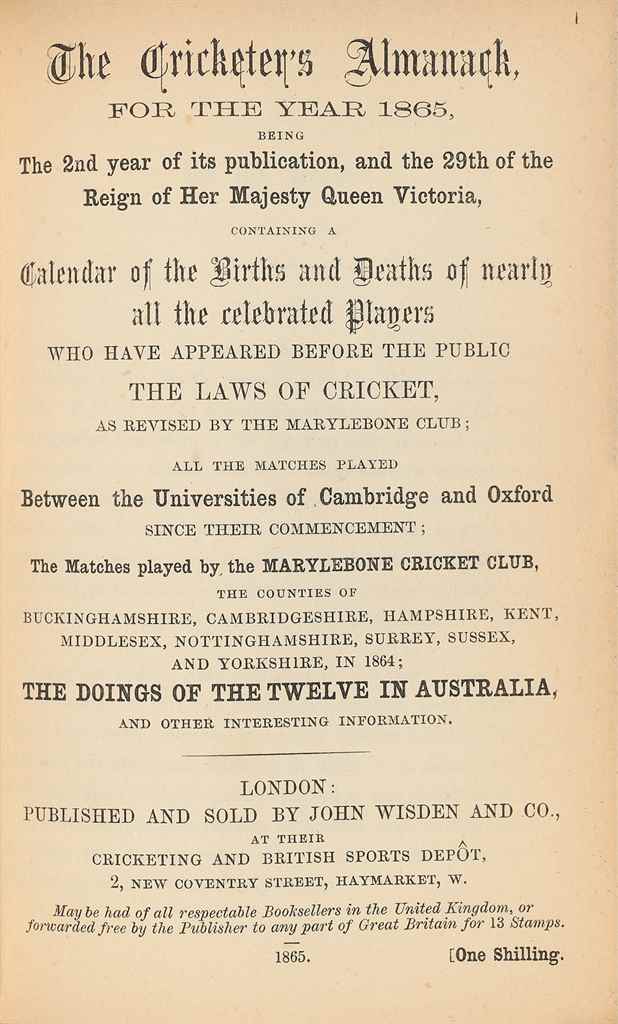 1
The Cricketer's Almanack,
FOR THE YEAR 1865,
BEING
The 2nd year of its publication, and the 29th of the
Reign of Her Majesty Queen Victoria,
CONTAINING A
Calendar of the Births and Deaths of nearly
all the celebrated Players
WHO HAVE APPEARED BEFORE THE PUBLIC
THE LAWS OF CRICKET,
AS REVISED BY THE MARYLEBONE CLUB;
ALL THE MATCHES PLAYED
Between the Universities of Cambridge and Oxford
SINCE THEIR COMMENCEMENT;
The Matches played by the MARYLEBONE CRICKET CLUB,
THE COUNTIES OF
BUCKINGHAMSHIRE, CAMBRIDGESHIRE, HAMPSHIRE, KENT,
MIDDLESEX, NOTTINGHAMSHIRE, SURREY, SUSSEX,
AND YORKSHIRE, IN 1864;
THE DOINGS OF THE TWELVE IN AUSTRALIA,
AND OTHER INTERESTING INFORMATION.
LONDON:
PUBLISHED AND SOLD BY JOHN WISDEN AND CO.,
AT THEIR
CRICKETING AND BRITISH SPORTS DEPÔT,
2, NEW COVENTRY STREET, HAYMARKET, W.
May be had of all respectable Booksellers in the United Kingdom, or
forwarded free by the Publisher to any part of Great Britain for 13 Stamps.
1865. [One Shilling.